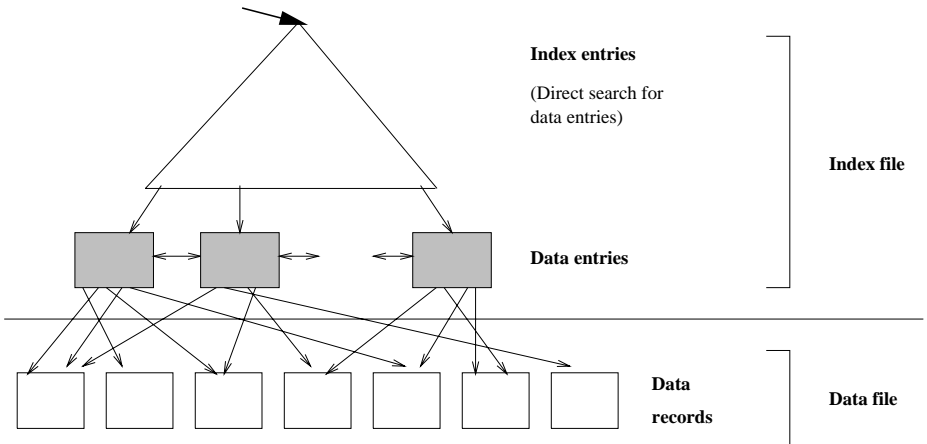 Index entries
(Direct search for
data entries)
Index file
Data entries
Data
records
Data file